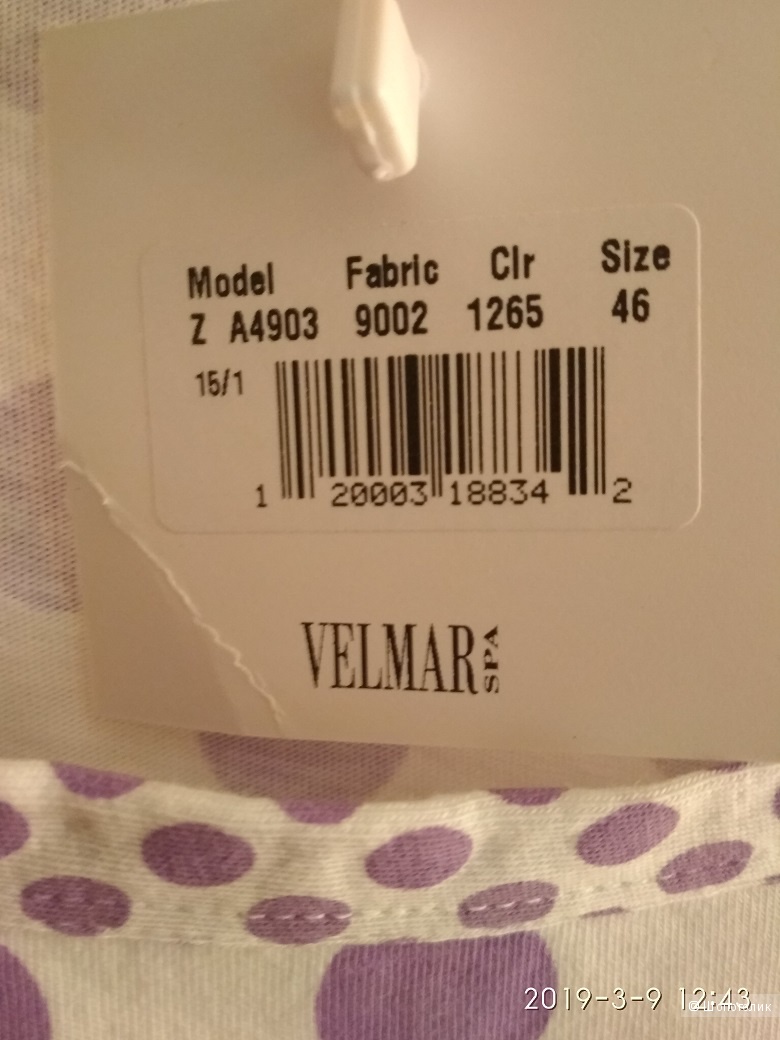 Model Fabric Clr Size
Z A4903 9002 1265 46
15/1
1 20003 18834 2
VELMAR SPA
2019-3-9 12:43
@Шопоголик